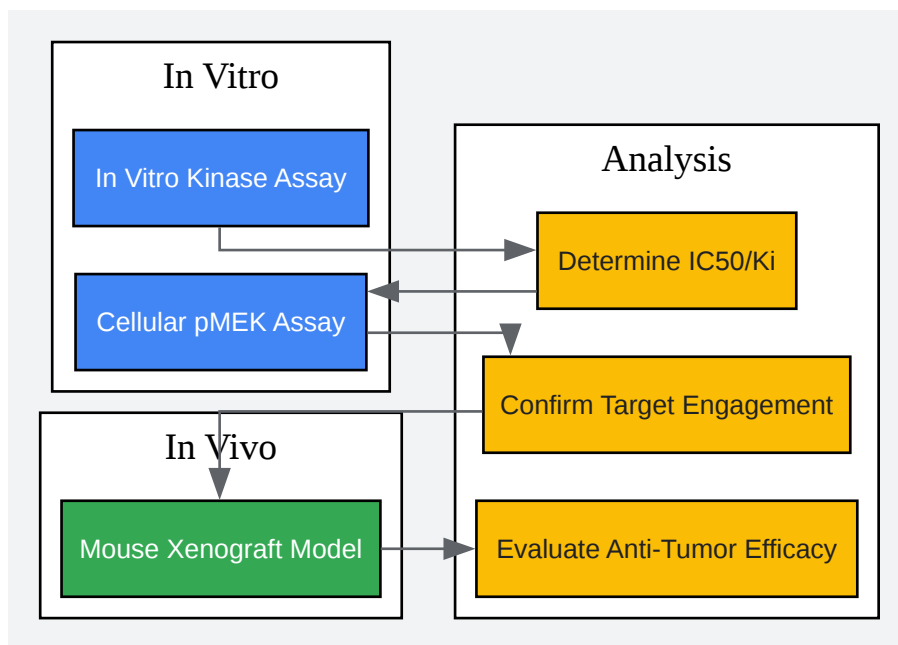 In Vitro
In Vitro Kinase Assay
Cellular pMEK Assay
In Vivo
Mouse Xenograft Model
Analysis
Determine IC50/Ki
Confirm Target Engagement
Evaluate Anti-Tumor Efficacy